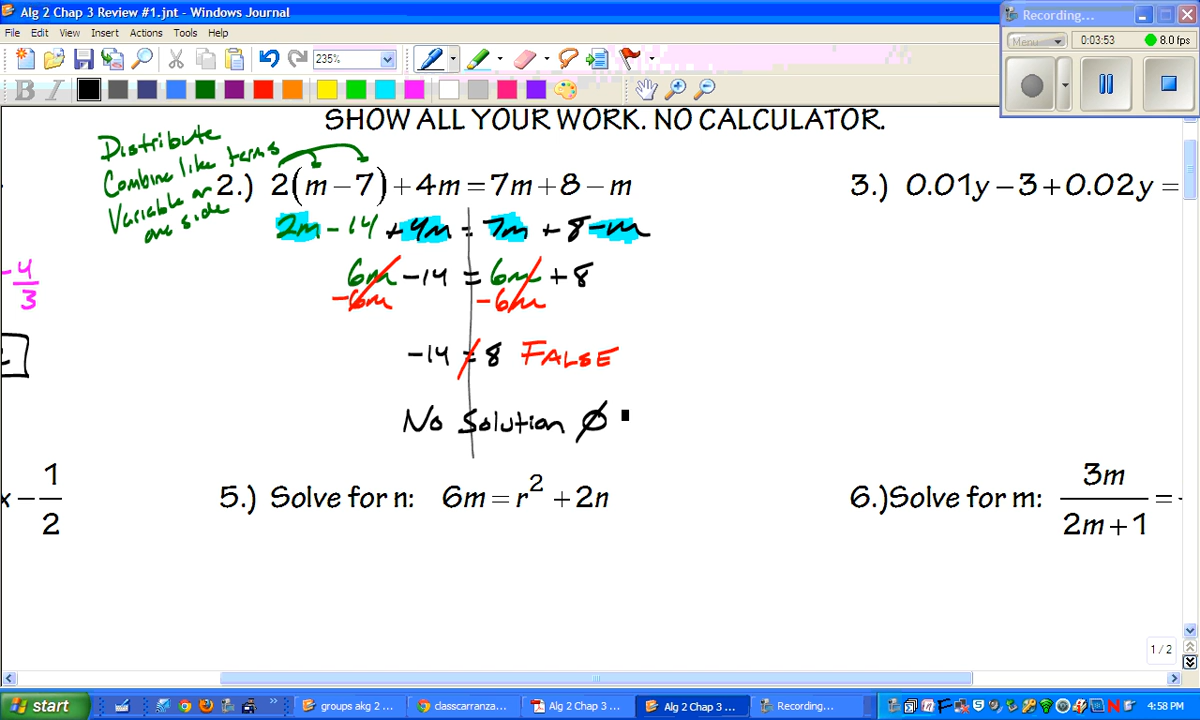 Alg 2 Chap 3 Review #1.jnt - Windows Journal
Recording...
File Edit View Insert Actions Tools Help
Menu 0:03:53 8.0 fps
235%
B I U
SHOW ALL YOUR WORK. NO CALCULATOR.
Distribute
Combine like terms
Variable on
one side
2.) 2(m − 7) + 4m = 7m + 8 − m
3.) 0.01y − 3 + 0.02y =
2m − 14 + 4m = 7m + 8 − m
-4/3
6m − 14 = 6m + 8
−6m −6m
−14 ≠ 8 FALSE
No Solution ∅
x − 1/2
5.) Solve for n: 6m = r² + 2n
6.)Solve for m: 3m/(2m + 1) =
1 / 2
start
groups akg 2 ...
classcarranza...
Alg 2 Chap 3 ...
Alg 2 Chap 3 ...
Recording...
4:58 PM